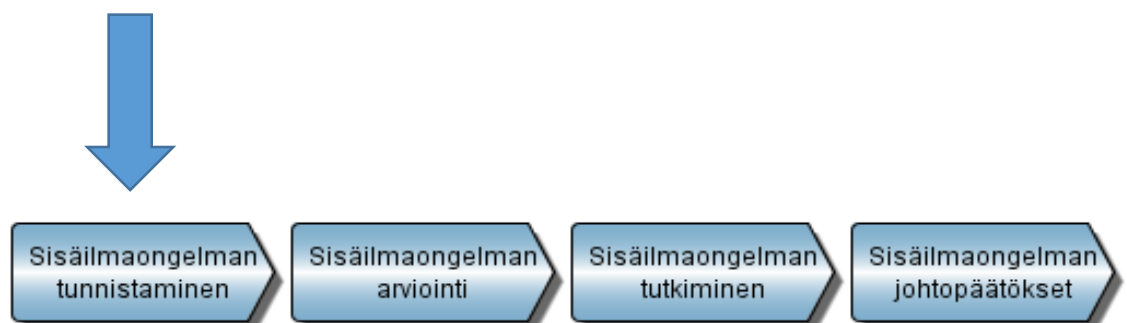 Sisäilmaongelman
tunnistaminen
Sisäilmaongelman
arviointi
Sisäilmaongelman
tutkiminen
Sisäilmaongelman
johtopäätökset